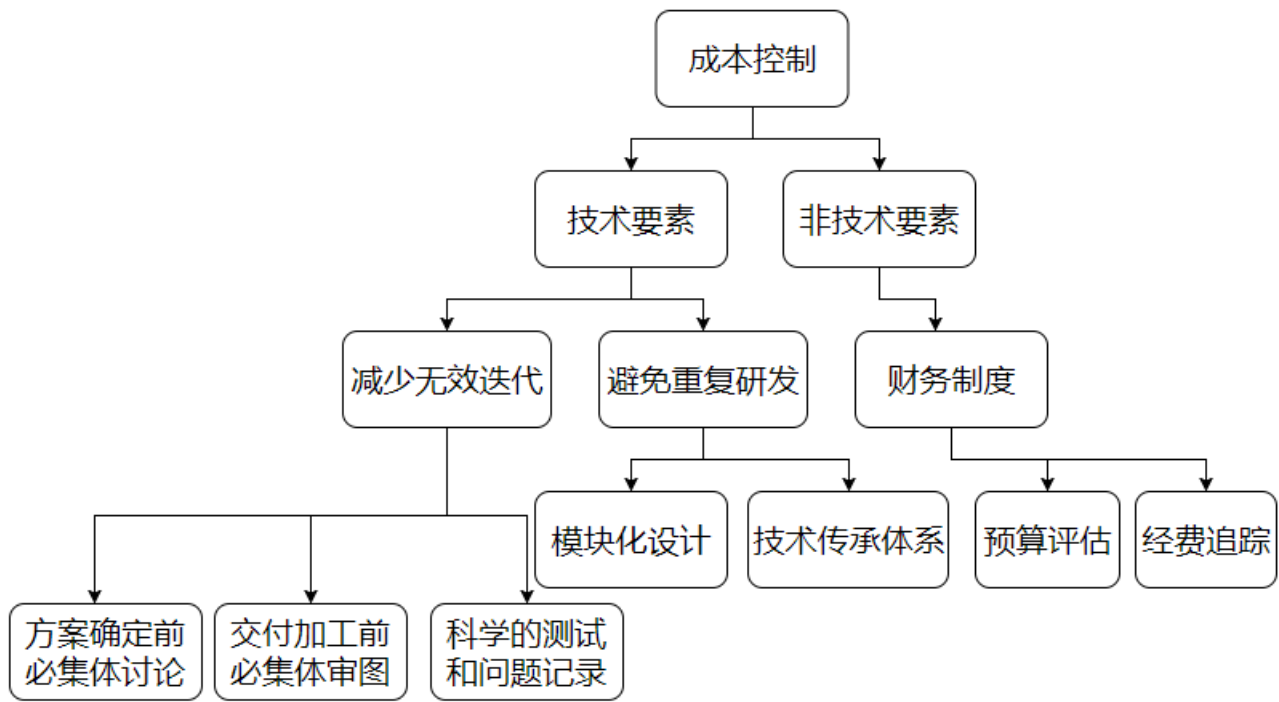 成本控制
技术要素
非技术要素
减少无效迭代
避免重复研发
财务制度
模块化设计
技术传承体系
预算评估
经费追踪
方案确定前
必集体讨论
交付加工前
必集体审图
科学的测试
和问题记录